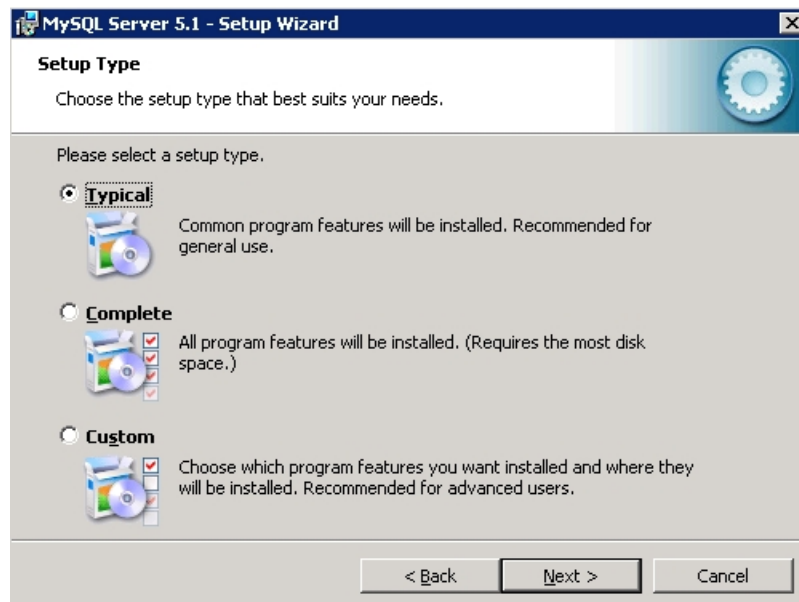 MySQL Server 5.1 - Setup Wizard
Setup Type
Choose the setup type that best suits your needs.
Please select a setup type.
Typical
Common program features will be installed. Recommended for
general use.
Complete
All program features will be installed. (Requires the most disk
space.)
Custom
Choose which program features you want installed and where they
will be installed. Recommended for advanced users.
< Back
Next >
Cancel